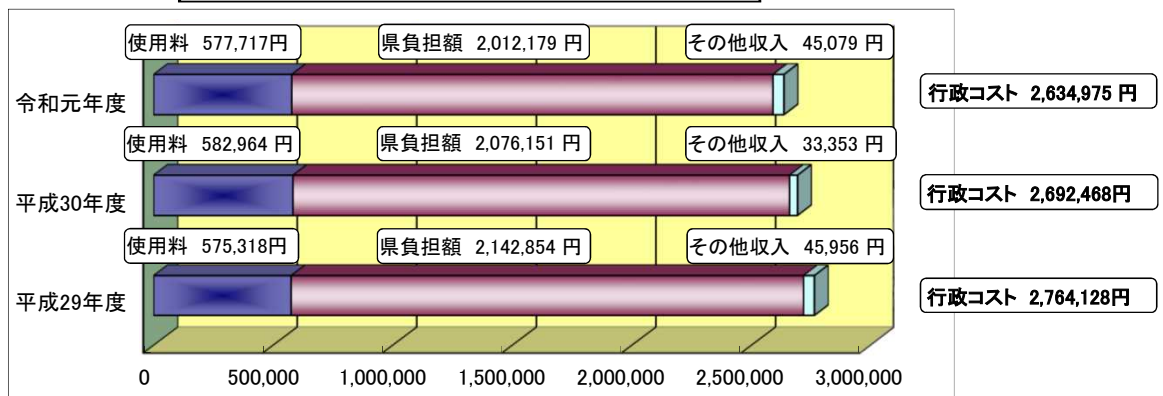 使用料 577,717円 県負担額 2,012,179 円 その他収入 45,079 円
令和元年度
行政コスト 2,634,975 円
使用料 582,964 円 県負担額 2,076,151 円 その他収入 33,353 円
平成30年度
行政コスト 2,692,468円
使用料 575,318円 県負担額 2,142,854 円 その他収入 45,956 円
平成29年度
行政コスト 2,764,128円
0 500,000 1,000,000 1,500,000 2,000,000 2,500,000 3,000,000